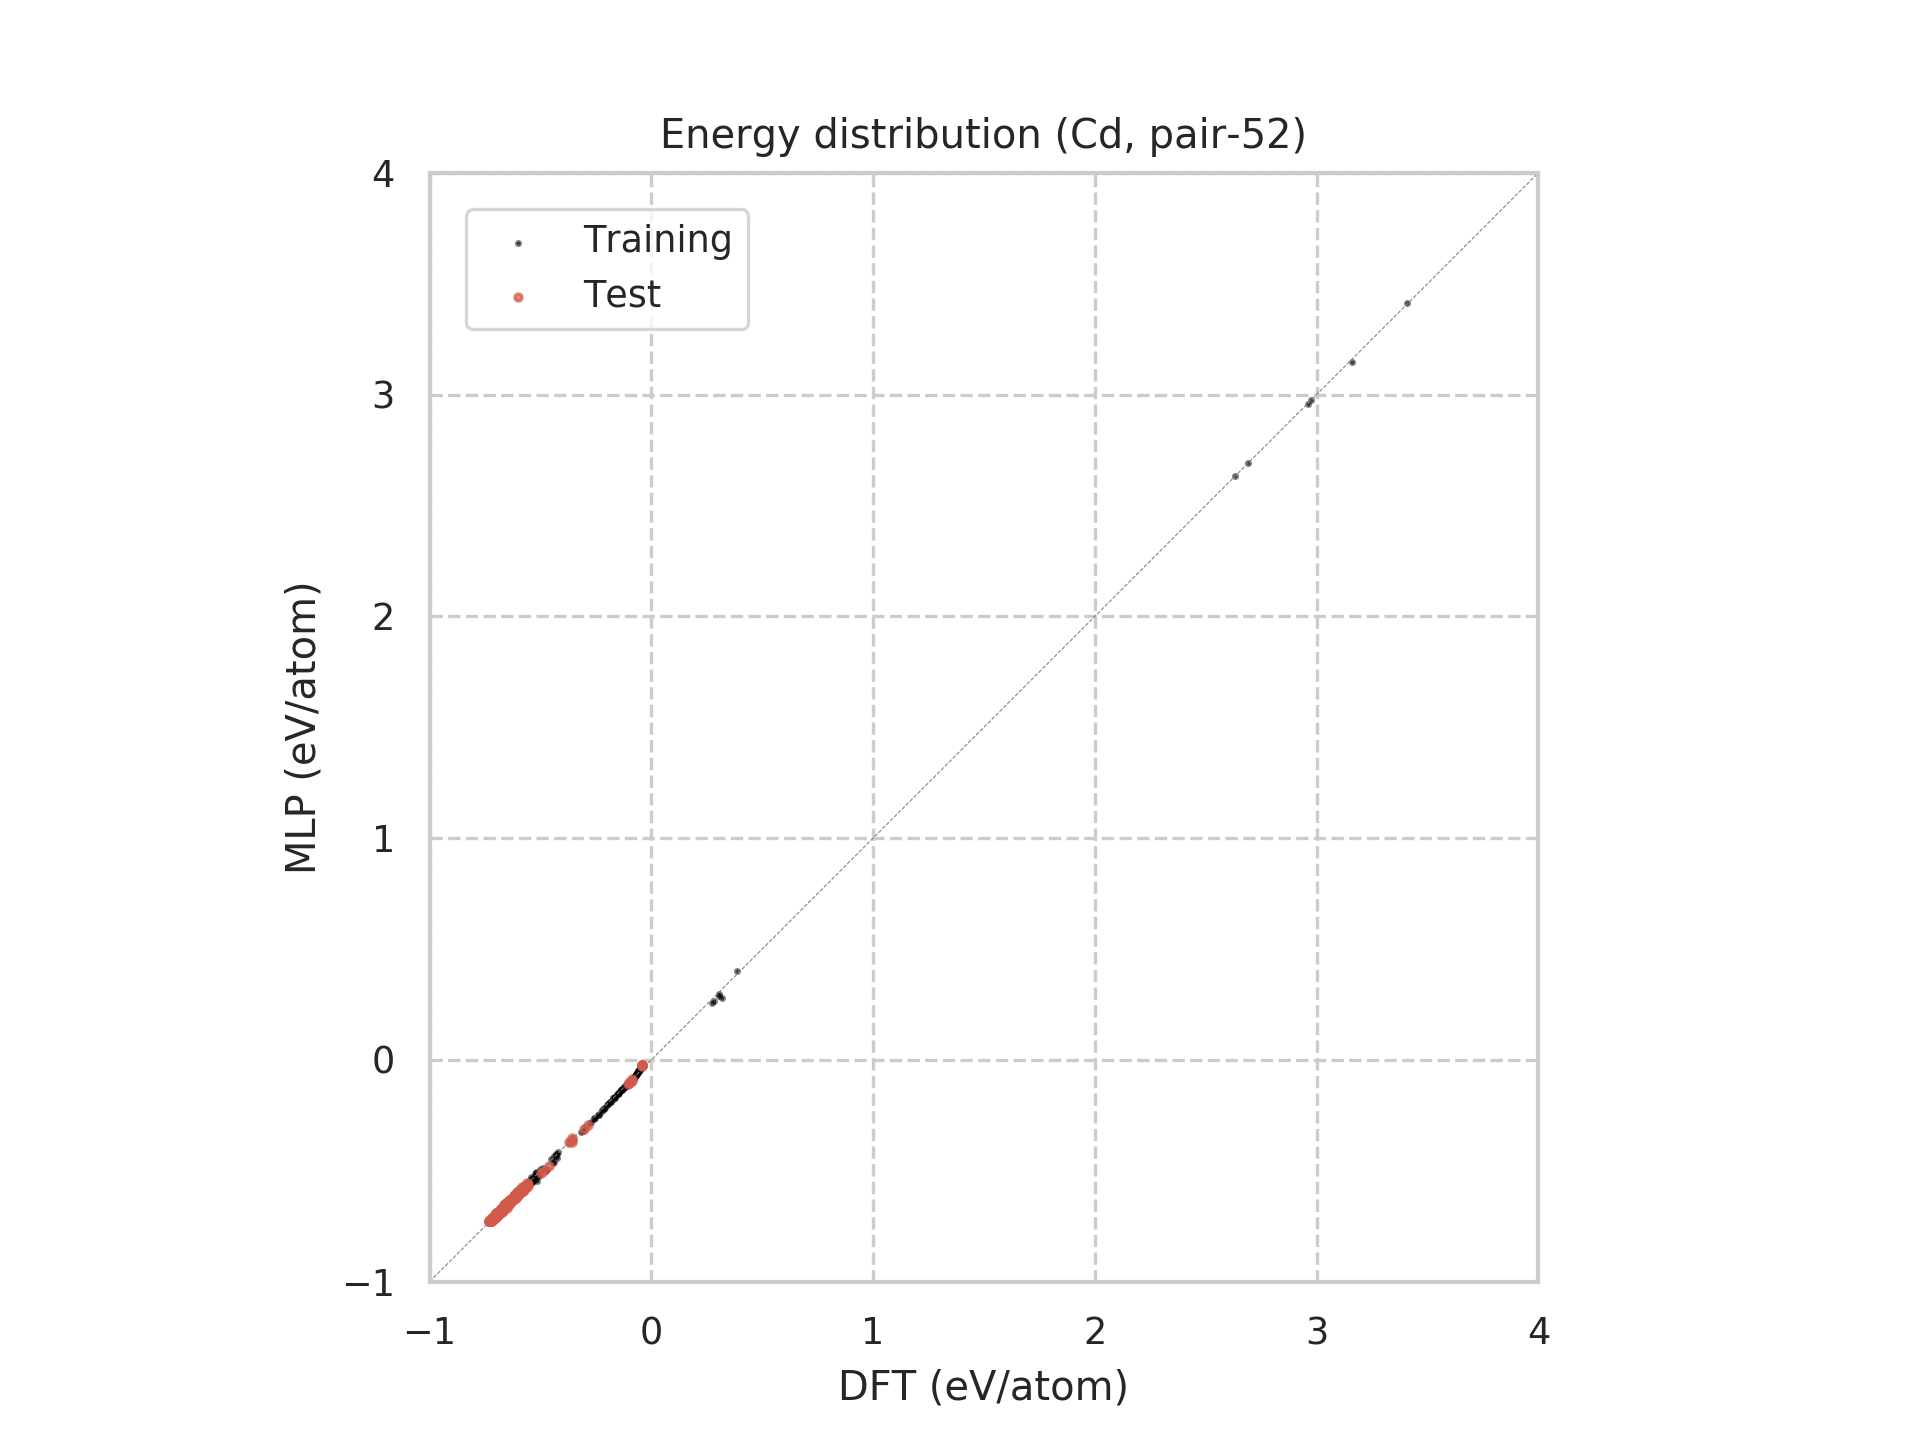 Energy distribution (Cd, pair-52)
4
3
2
1
0
−1
MLP (eV/atom)
Training
Test
−1 0 1 2 3 4
DFT (eV/atom)